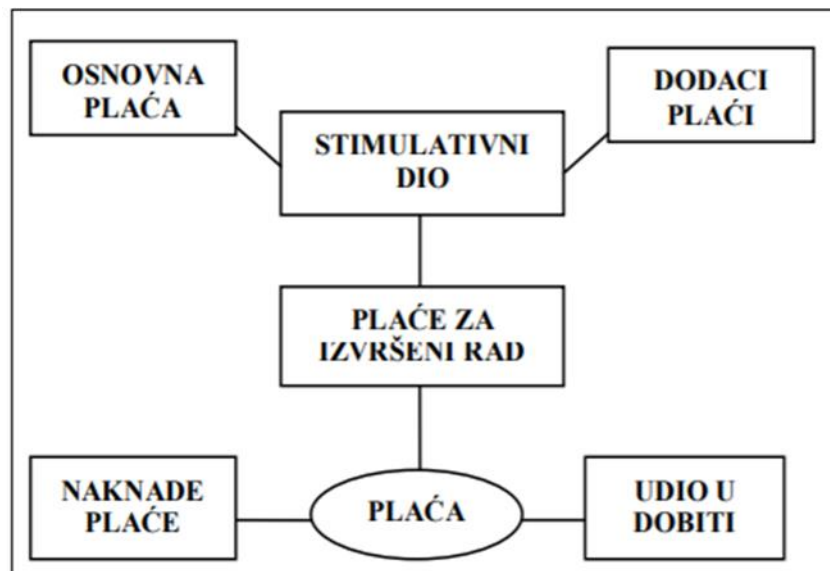 OSNOVNA
PLAĆA
DODACI
PLAĆI
STIMULATIVNI
DIO
PLAĆE ZA
IZVRŠENI RAD
NAKNADE
PLAĆE
PLAĆA
UDIO U
DOBITI